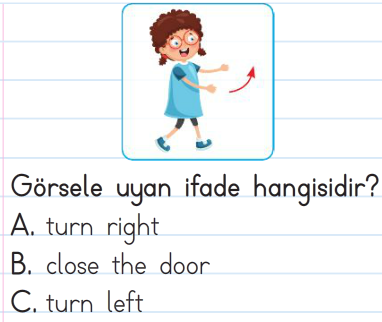 Görsele uyan ifade hangisidir?
A. turn right
B. close the door
C. turn left